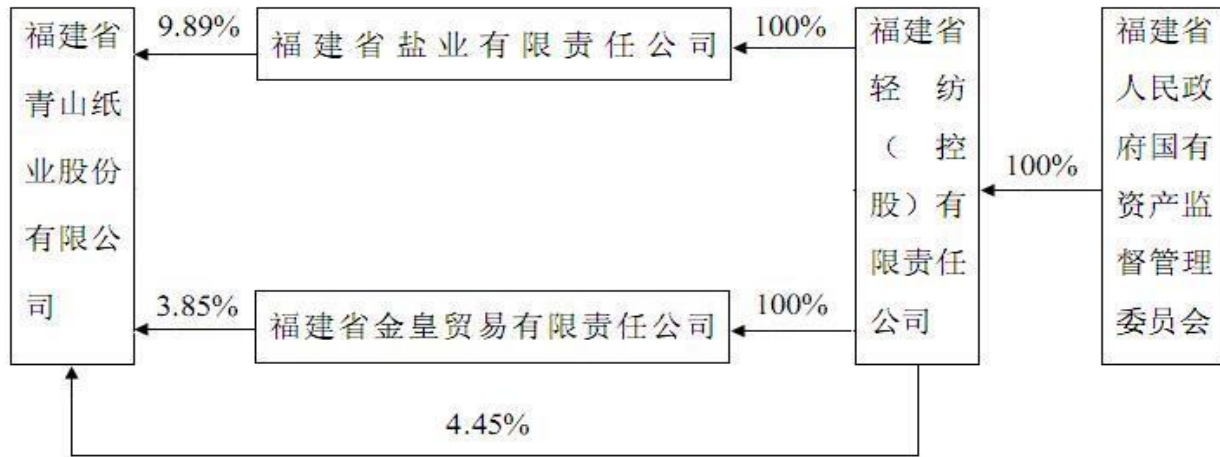 福建省
青山纸
业股份
有限公
司
9.89%
福建省盐业有限责任公司
100%
3.85%
福建省金皇贸易有限责任公司
100%
福建省
轻纺
（控
股）有
限责任
公司
100%
福建省
人民政
府国有
资产监
督管理
委员会
4.45%